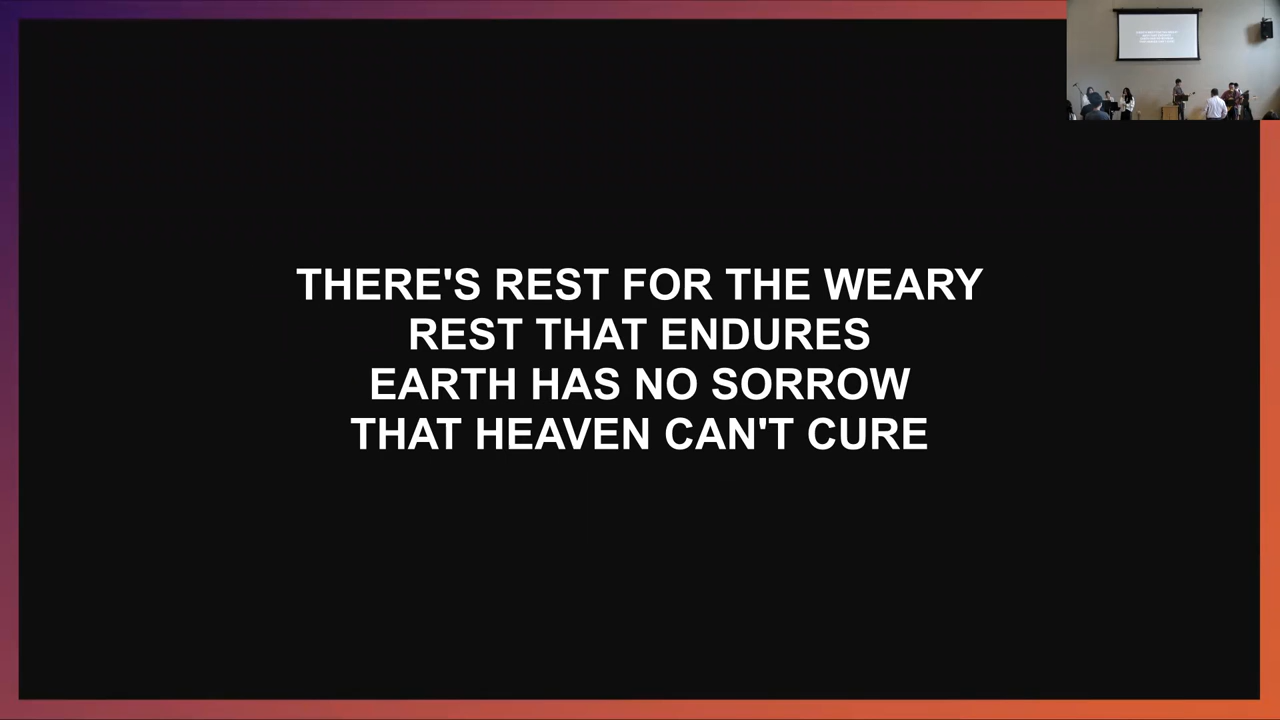 THERE'S REST FOR THE WEARY
REST THAT ENDURES
EARTH HAS NO SORROW
THAT HEAVEN CAN'T CURE